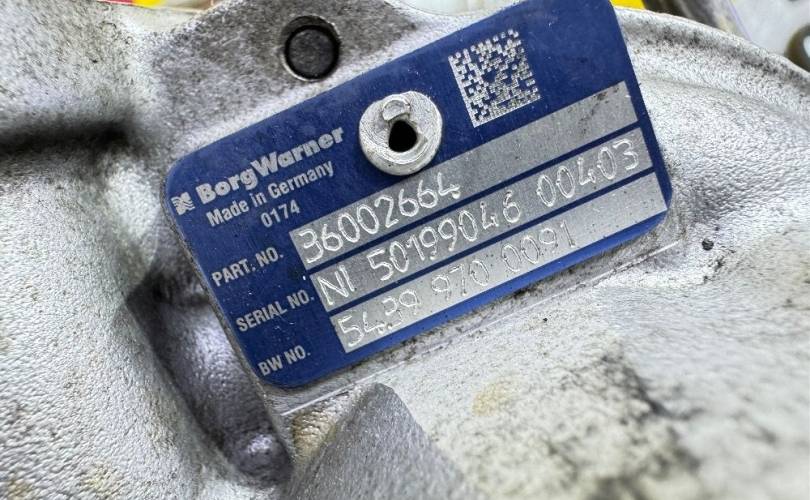 BorgWarner
Made in Germany
0174
PART. NO. 36002664
SERIAL NO. NI 50199046 00403
BW NO. 5439 970 0091